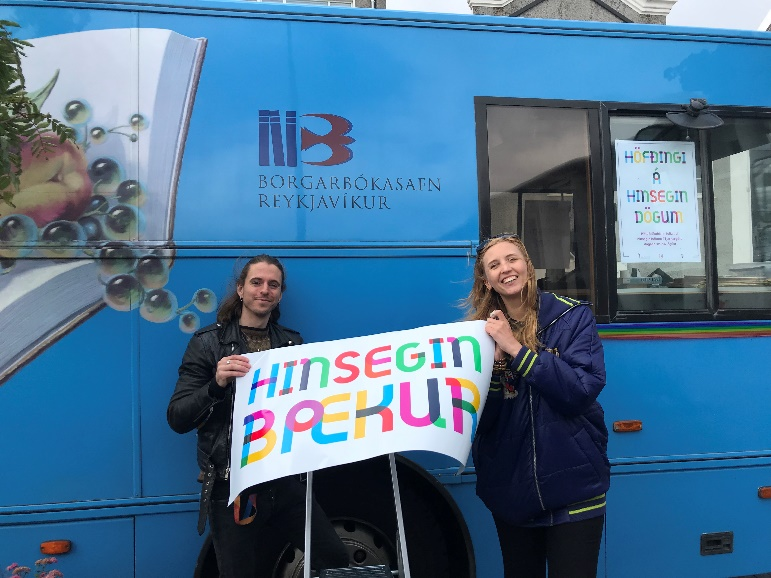 BORGARBÓKASAFN
REYKJAVÍKUR
HÖFÐINGI
Á
HINSEGIN
DÖGUM
HINSEGIN
BÆKUR